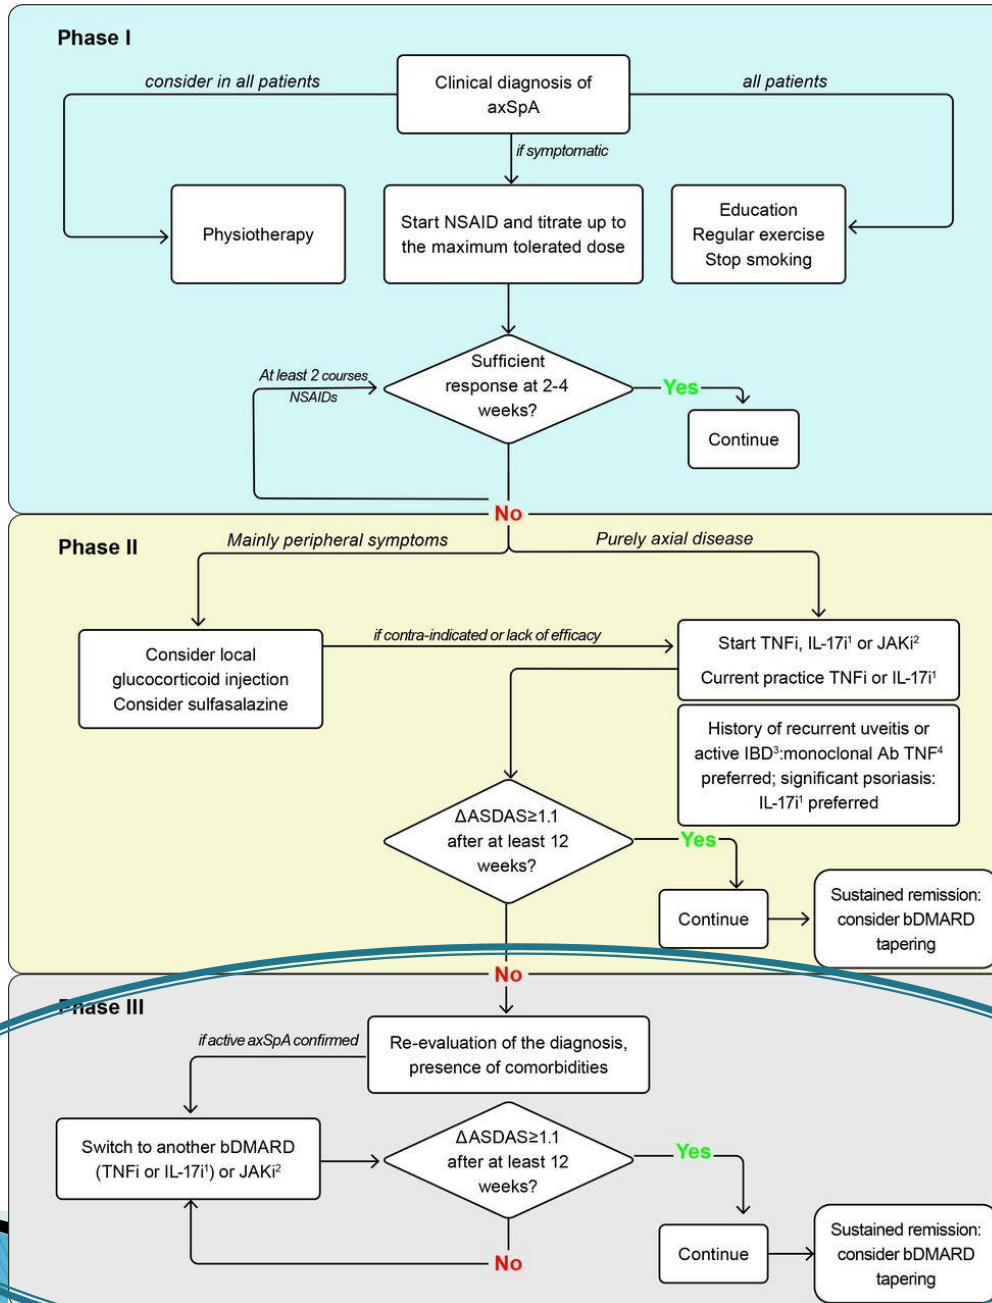 Phase I
consider in all patients
Clinical diagnosis of
axSpA
all patients
if symptomatic
Physiotherapy
Start NSAID and titrate up to
the maximum tolerated dose
Education
Regular exercise
Stop smoking
At least 2 courses
NSAIDs
Sufficient
response at 2-4
weeks?
Yes
Continue
No
Phase II
Mainly peripheral symptoms
Purely axial disease
Consider local
glucocorticoid injection
Consider sulfasalazine
if contra-indicated or lack of efficacy
Start TNFi, IL-17i¹ or JAKi²
Current practice TNFi or IL-17i¹
History of recurrent uveitis or
active IBD³:monoclonal Ab TNF⁴
preferred; significant psoriasis:
IL-17i¹ preferred
ΔASDAS≥1.1
after at least 12
weeks?
Yes
Continue
Sustained remission:
consider bDMARD
tapering
No
Phase III
if active axSpA confirmed
Re-evaluation of the diagnosis,
presence of comorbidities
Switch to another bDMARD
(TNFi or IL-17i¹) or JAKi²
ΔASDAS≥1.1
after at least 12
weeks?
Yes
Continue
Sustained remission:
consider bDMARD
tapering
No